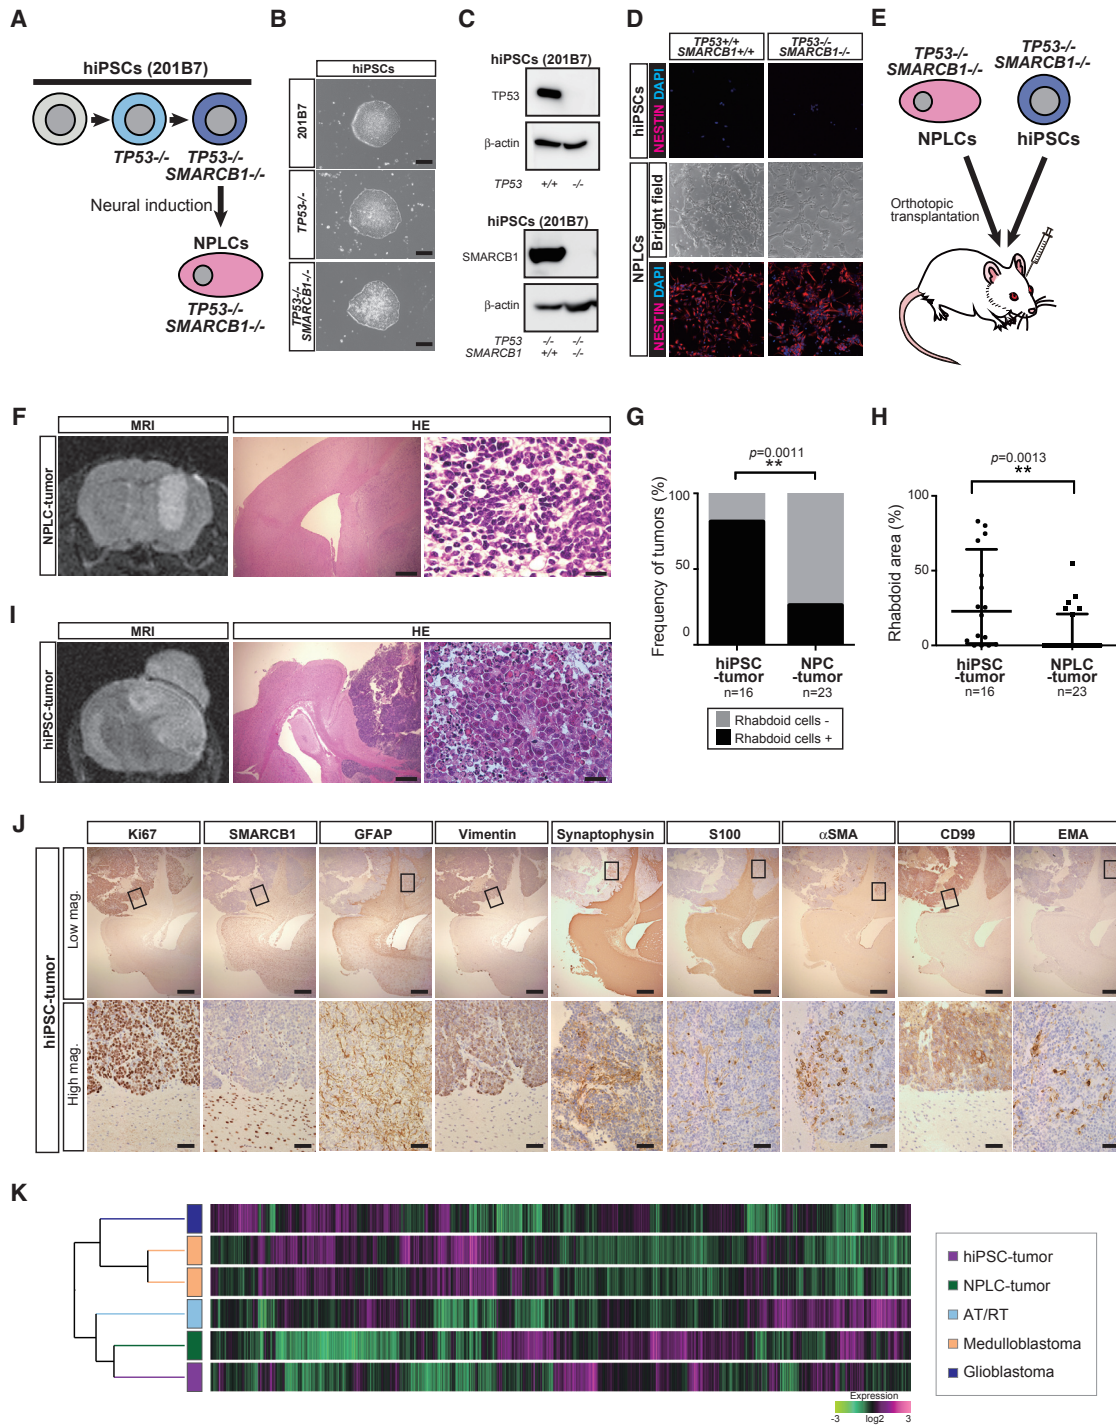 A
hiPSCs (201B7)
TP53-/-
TP53-/-
SMARCB1-/-
Neural induction
NPLCs
TP53-/-
SMARCB1-/-
B
hiPSCs
201B7
TP53-/-
TP53-/-
SMARCB1-/-
C
hiPSCs (201B7)
TP53
β-actin
TP53 +/+ -/-
hiPSCs (201B7)
SMARCB1
β-actin
TP53 -/- -/-
SMARCB1 +/+ -/-
D
TP53+/+
SMARCB1+/+
TP53-/-
SMARCB1-/-
hiPSCs
NESTIN DAPI
NPLCs
Bright field
NESTIN DAPI
E
TP53-/-
SMARCB1-/-
TP53-/-
SMARCB1-/-
NPLCs
hiPSCs
Orthotopic
transplantation
F
MRI
HE
NPLC-tumor
G
p=0.0011
**
Frequency of tumors (%)
100
50
0
hiPSC
-tumor
n=16
NPC
-tumor
n=23
Rhabdoid cells -
Rhabdoid cells +
H
p=0.0013
**
Rhabdoid area (%)
100
50
0
hiPSC
-tumor
n=16
NPLC
-tumor
n=23
I
MRI
HE
hiPSC-tumor
J
Ki67
SMARCB1
GFAP
Vimentin
Synaptophysin
S100
αSMA
CD99
EMA
hiPSC-tumor
Low mag.
High mag.
K
hiPSC-tumor
NPLC-tumor
AT/RT
Medulloblastoma
Glioblastoma
Expression
-3 log2 3